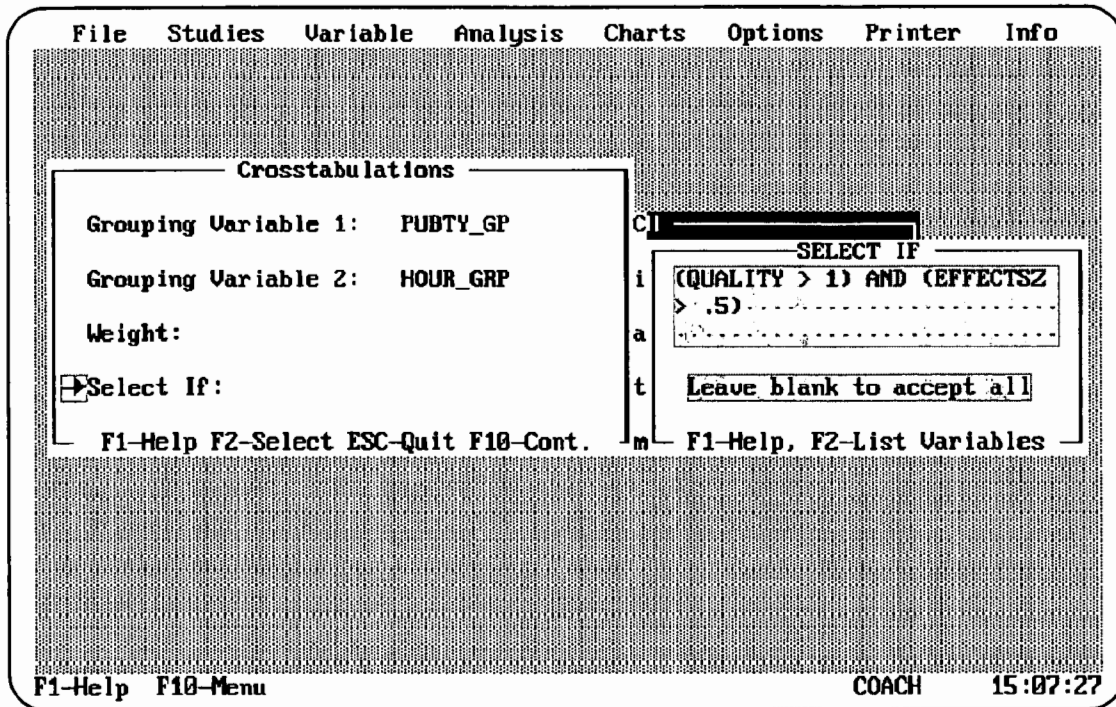 File Studies Variable Analysis Charts Options Printer Info
Crosstabulations
Grouping Variable 1: PUBTY_GP
Grouping Variable 2: HOUR_GRP
Weight:
Select If:
F1-Help F2-Select ESC-Quit F10-Cont.
C
i
a
t
m
SELECT IF
(QUALITY > 1) AND (EFFECTSZ
> .5)
Leave blank to accept all
F1-Help, F2-List Variables
F1-Help F10-Menu COACH 15:07:27